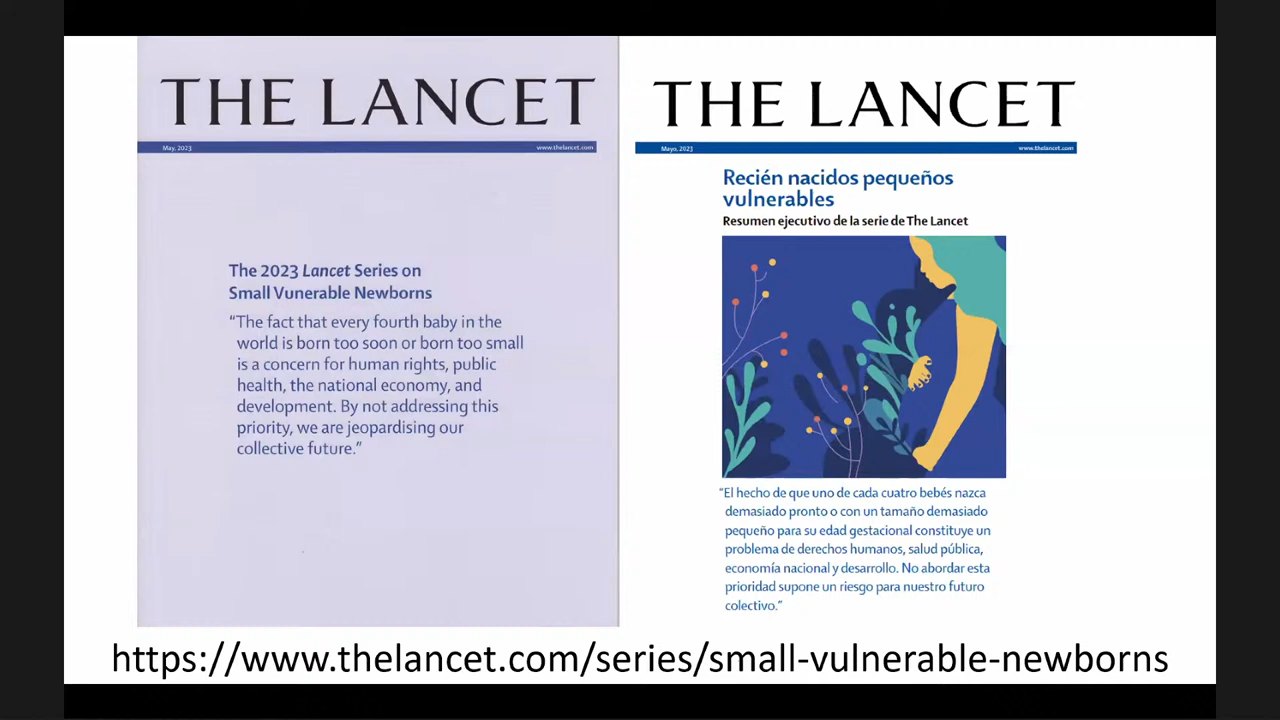 THE LANCET
May, 2023
www.thelancet.com
The 2023 Lancet Series on
Small Vunerable Newborns
“The fact that every fourth baby in the
world is born too soon or born too small
is a concern for human rights, public
health, the national economy, and
development. By not addressing this
priority, we are jeopardising our
collective future.”
THE LANCET
Mayo, 2023
www.thelancet.com
Recién nacidos pequeños
vulnerables
Resumen ejecutivo de la serie de The Lancet
“El hecho de que uno de cada cuatro bebés nazca
demasiado pronto o con un tamaño demasiado
pequeño para su edad gestacional constituye un
problema de derechos humanos, salud pública,
economía nacional y desarrollo. No abordar esta
prioridad supone un riesgo para nuestro futuro
colectivo.”
https://www.thelancet.com/series/small-vulnerable-newborns